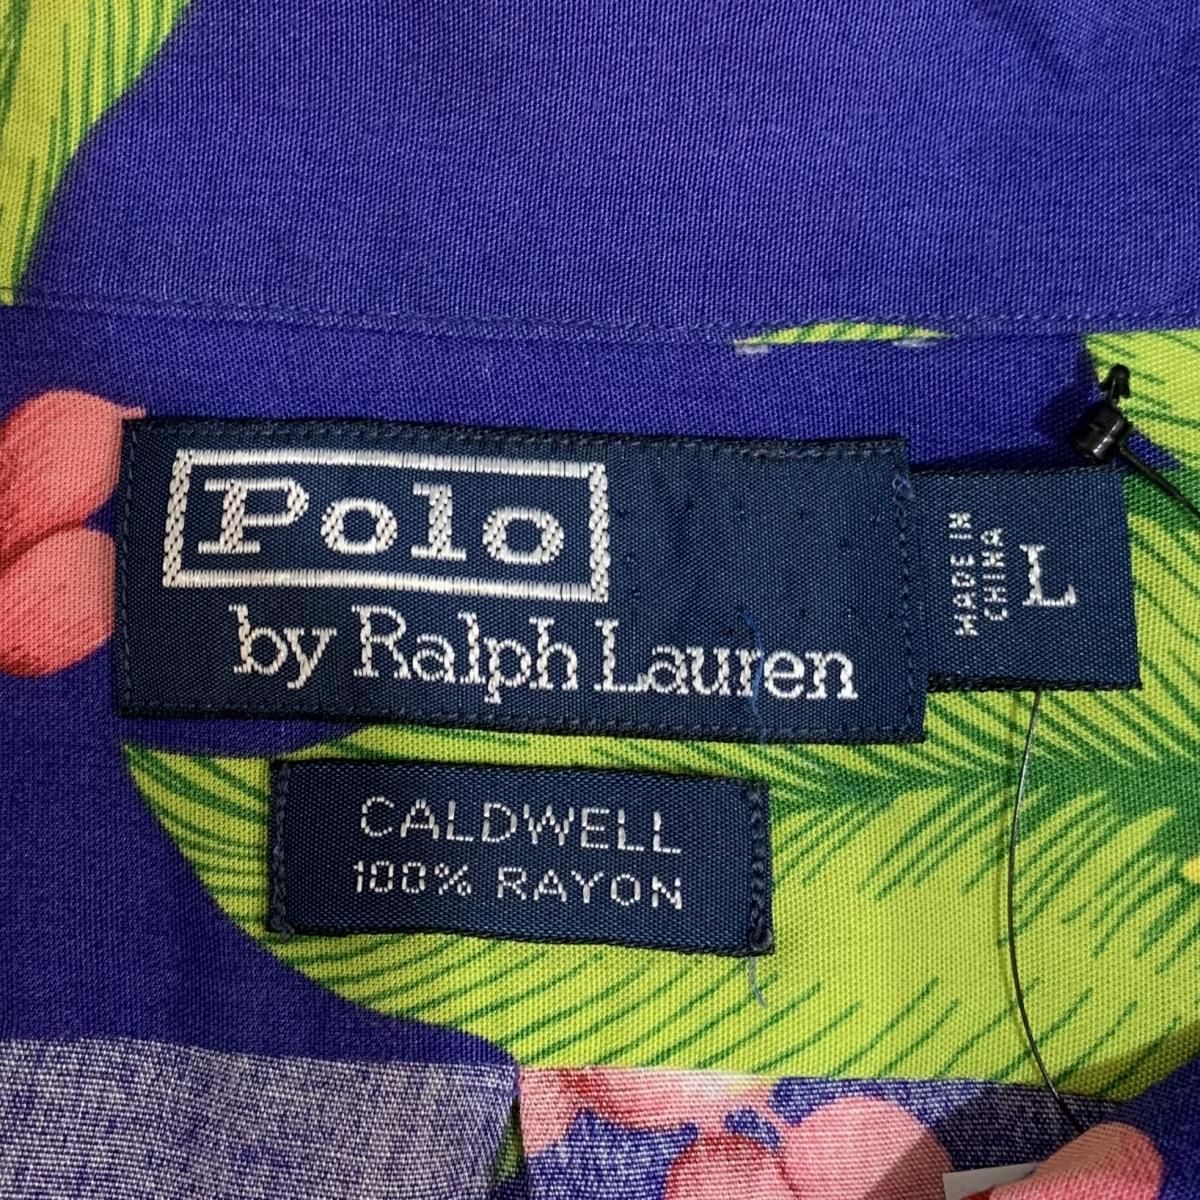 Polo
by Ralph Lauren
MADE IN
CHINA
L
CALDWELL
100% RAYON